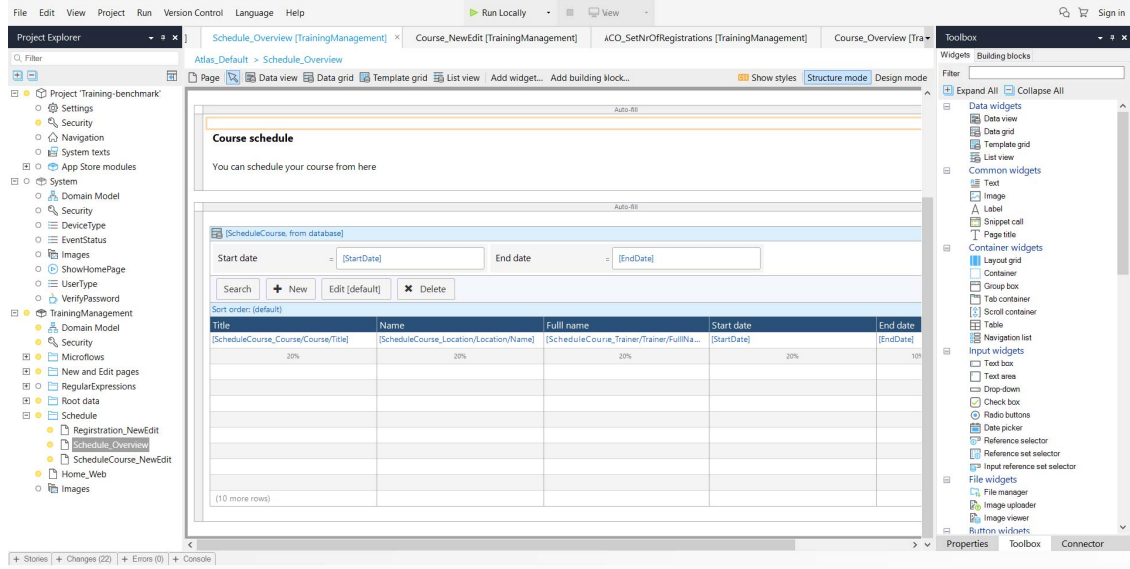 File Edit View Project Run Version Control Language Help Run Locally View Sign in
Project Explorer
Filter
Project 'Training-benchmark'
Settings
Security
Navigation
System texts
App Store modules
System
Domain Model
Security
DeviceType
EventStatus
Images
ShowHomePage
UserType
VerifyPassword
TrainingManagement
Domain Model
Security
Microflows
New and Edit pages
RegularExpressions
Root data
Schedule
Regirstration_NewEdit
Schedule_Overview
ScheduleCourse_NewEdit
Home_Web
Images
] Schedule_Overview [TrainingManagement] × Course_NewEdit [TrainingManagement] ACO_SetNrOfRegistrations [TrainingManagement] Course_Overview [Tra
Atlas_Default > Schedule_Overview
Page Data view Data grid Template grid List view Add widget... Add building block... Show styles Structure mode Design mode
Auto-fill
Course schedule
You can schedule your course from here
Auto-fill
[ScheduleCourse, from database]
Start date = [StartDate] End date = [EndDate]
Search New Edit [default] Delete
Sort order: (default)
Title Name Fulll name Start date End date
[ScheduleCourse_Course/Course/Title] [ScheduleCourse_Location/Location/Name] [ScheduleCourse_Trainer/Trainer/FulllNa... [StartDate] [EndDate]
20% 20% 20% 20% 10%
(10 more rows)
Toolbox
Widgets Building blocks
Filter
Expand All Collapse All
Data widgets
Data view
Data grid
Template grid
List view
Common widgets
Text
Image
Label
Snippet call
Page title
Container widgets
Layout grid
Container
Group box
Tab container
Scroll container
Table
Navigation list
Input widgets
Text box
Text area
Drop-down
Check box
Radio buttons
Date picker
Reference selector
Reference set selector
Input reference set selector
File widgets
File manager
Image uploader
Image viewer
Button widgets
Properties Toolbox Connector
+ Stories + Changes (22) + Errors (0) + Console